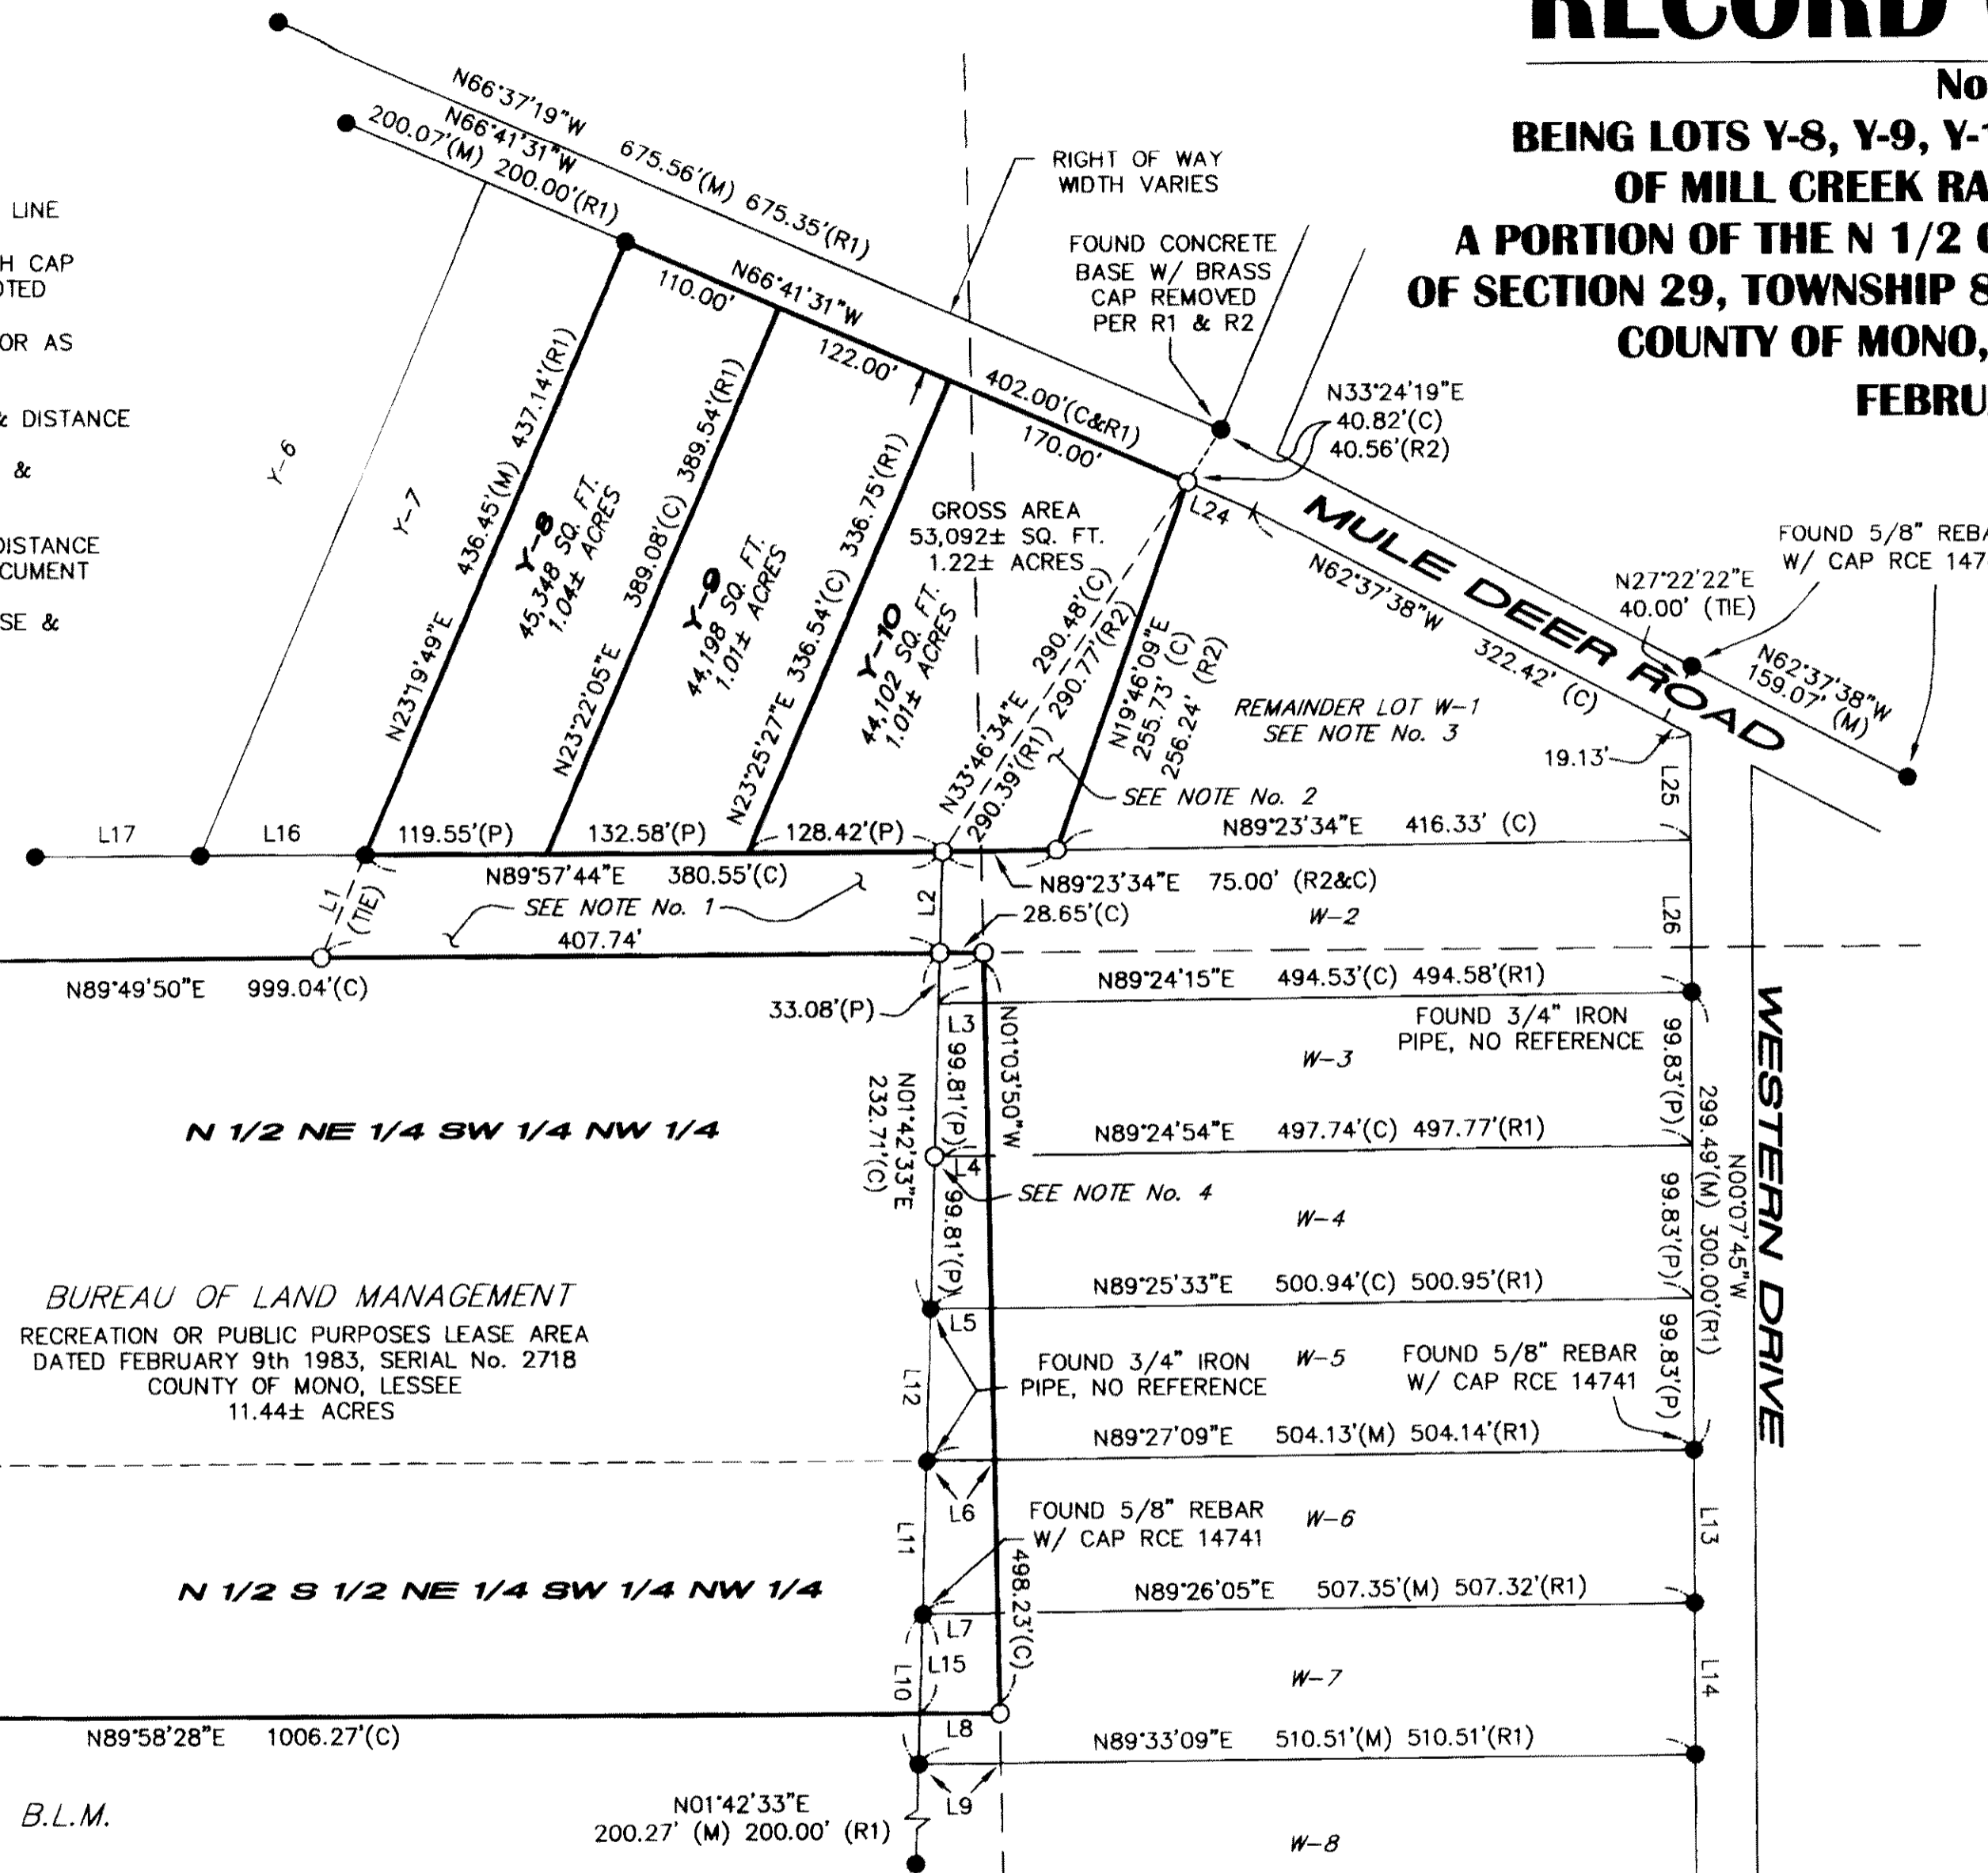 RECORD
No
BEING LOTS Y-8, Y-9, Y-1
OF MILL CREEK RA
A PORTION OF THE N 1/2
OF SECTION 29, TOWNSHIP 8
COUNTY OF MONO,
FEBRU
LINE
H CAP
OTED
OR AS
& DISTANCE
&
DISTANCE
CUMENT
SE &
N66°37'19"W 675.56'(M) 675.35'(R1)
N66°41'31"W
200.07'(M) 200.00'(R1)
RIGHT OF WAY
WIDTH VARIES
FOUND CONCRETE
BASE W/ BRASS
CAP REMOVED
PER R1 & R2
N66°41'31"W
110.00'
122.00'
402.00'(C&R1)
170.00'
N33°24'19"E
40.82'(C)
40.56'(R2)
Y-6
Y-7
N23°19'49"E 436.45'(M) 437.14'(R1)
Y-8
45,348 SQ. FT.
1.04± ACRES
N23°22'05"E 389.08'(C) 389.54'(R1)
Y-9
44,198 SQ. FT.
1.01± ACRES
N23°25'27"E 336.54'(C) 336.75'(R1)
Y-10
44,102 SQ. FT.
1.01± ACRES
GROSS AREA
53,092± SQ. FT.
1.22± ACRES
N33°46'34"E 290.48'(C)
290.39'(R1) 290.77'(R2)
N19°46'09"E
255.73' (C)
256.24' (R2)
L24
MULE DEER ROAD
N62°37'38"W 322.42' (C)
FOUND 5/8" REBA
W/ CAP RCE 147
N27°22'22"E
40.00' (TIE)
N62°37'38"W
159.07' (M)
REMAINDER LOT W-1
SEE NOTE No. 3
19.13'
L25
SEE NOTE No. 2
L17
L16
119.55'(P)
132.58'(P)
128.42'(P)
N89°23'34"E 416.33' (C)
N89°57'44"E 380.55'(C)
N89°23'34"E 75.00' (R2&C)
L1
(TIE)
SEE NOTE No. 1
L2
28.65'(C)
W-2
L26
407.74'
N89°49'50"E 999.04'(C)
33.08'(P)
N89°24'15"E 494.53'(C) 494.58'(R1)
L3
FOUND 3/4" IRON
PIPE, NO REFERENCE
W-3
99.81'(P)
N01°03'50"W
N01°42'33"E
232.71'(C)
99.83'(P)
WESTERN DRIVE
N 1/2 NE 1/4 SW 1/4 NW 1/4
N89°24'54"E 497.74'(C) 497.77'(R1)
L4
SEE NOTE No. 4
W-4
99.81'(P)
99.83'(P)
299.49'(M) 300.00'(R1)
N00°07'45"W
BUREAU OF LAND MANAGEMENT
RECREATION OR PUBLIC PURPOSES LEASE AREA
DATED FEBRUARY 9th 1983, SERIAL No. 2718
COUNTY OF MONO, LESSEE
11.44± ACRES
N89°25'33"E 500.94'(C) 500.95'(R1)
L5
L12
FOUND 3/4" IRON
PIPE, NO REFERENCE
W-5
FOUND 5/8" REBAR
W/ CAP RCE 14741
99.83'(P)
N89°27'09"E 504.13'(M) 504.14'(R1)
L6
L11
FOUND 5/8" REBAR
W/ CAP RCE 14741
W-6
L13
498.23'(C)
N 1/2 S 1/2 NE 1/4 SW 1/4 NW 1/4
N89°26'05"E 507.35'(M) 507.32'(R1)
L7
L15
L10
W-7
L14
N89°58'28"E 1006.27'(C)
L8
N89°33'09"E 510.51'(M) 510.51'(R1)
L9
B.L.M.
N01°42'33"E
200.27' (M) 200.00' (R1)
W-8